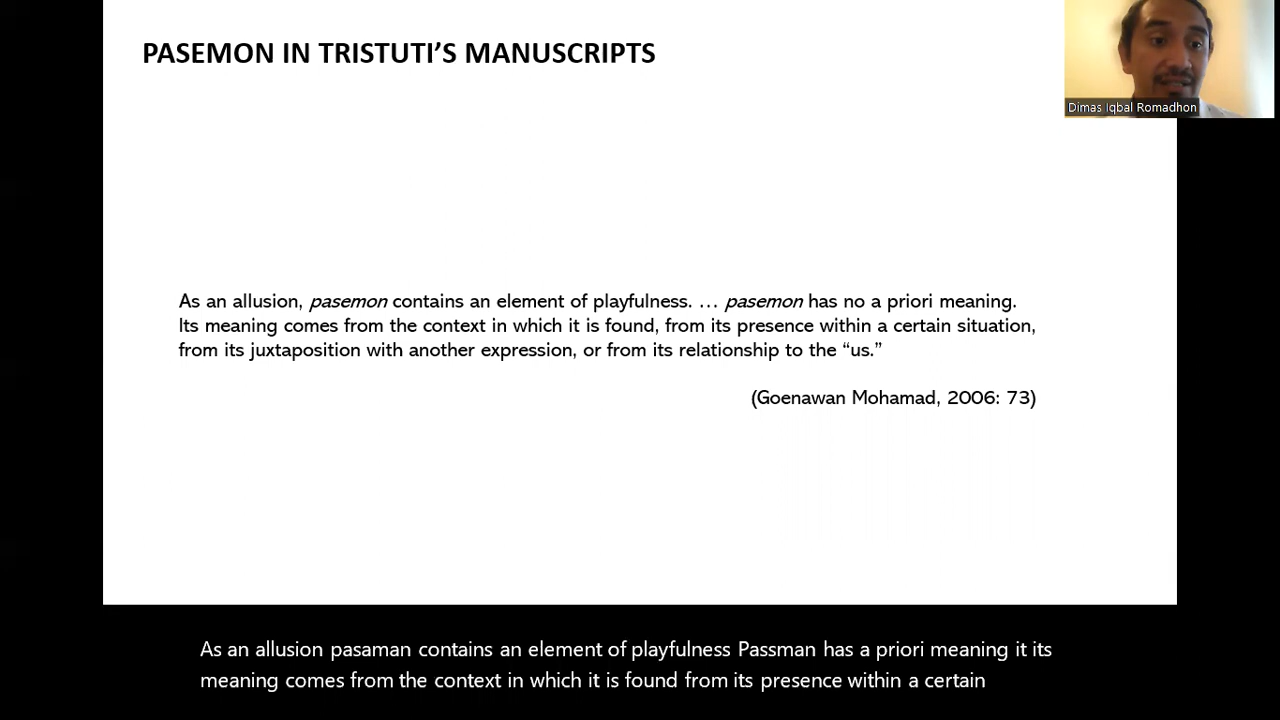 PASEMON IN TRISTUTI’S MANUSCRIPTS
Dimas Iqbal Romadhon
As an allusion, pasemon contains an element of playfulness. … pasemon has no a priori meaning.
Its meaning comes from the context in which it is found, from its presence within a certain situation,
from its juxtaposition with another expression, or from its relationship to the “us.”
(Goenawan Mohamad, 2006: 73)
As an allusion pasaman contains an element of playfulness Passman has a priori meaning it its
meaning comes from the context in which it is found from its presence within a certain